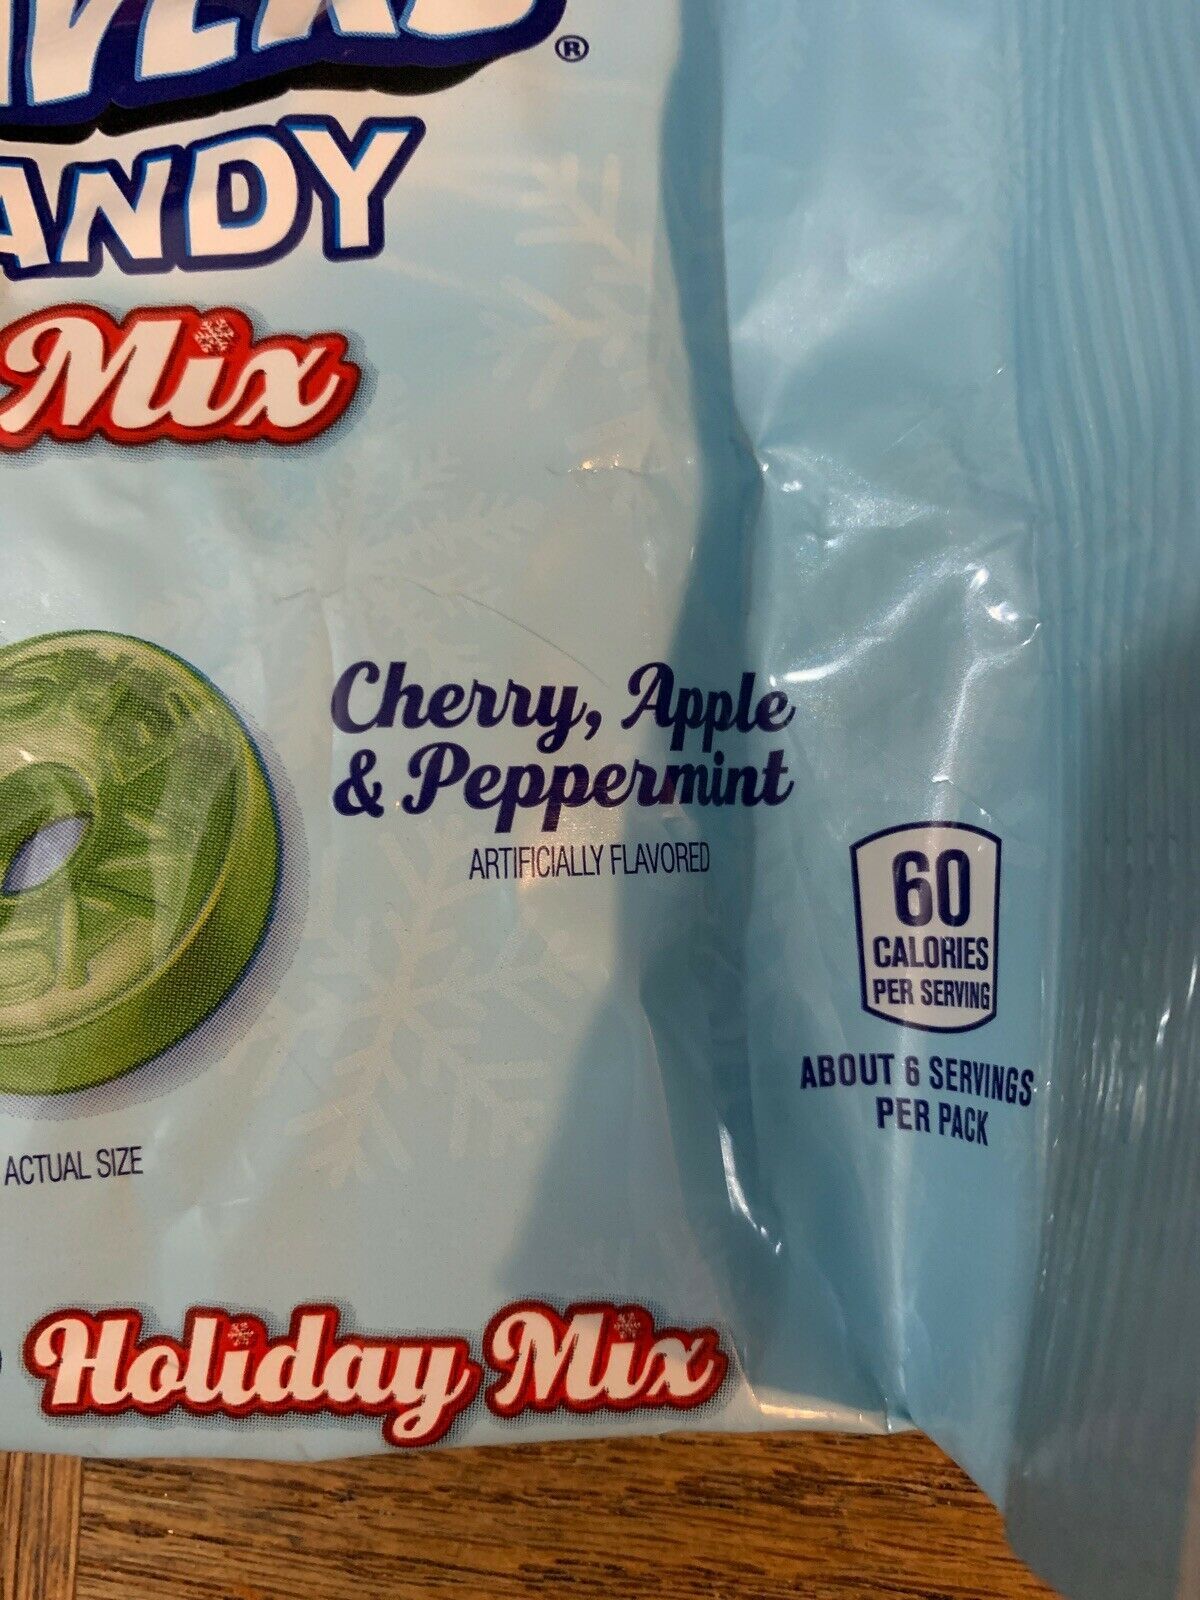 ®
Mix
Cherry, Apple
& Peppermint
ARTIFICIALLY FLAVORED
60
CALORIES
PER SERVING
ABOUT 6 SERVINGS
PER PACK
ACTUAL SIZE
Holiday Mix